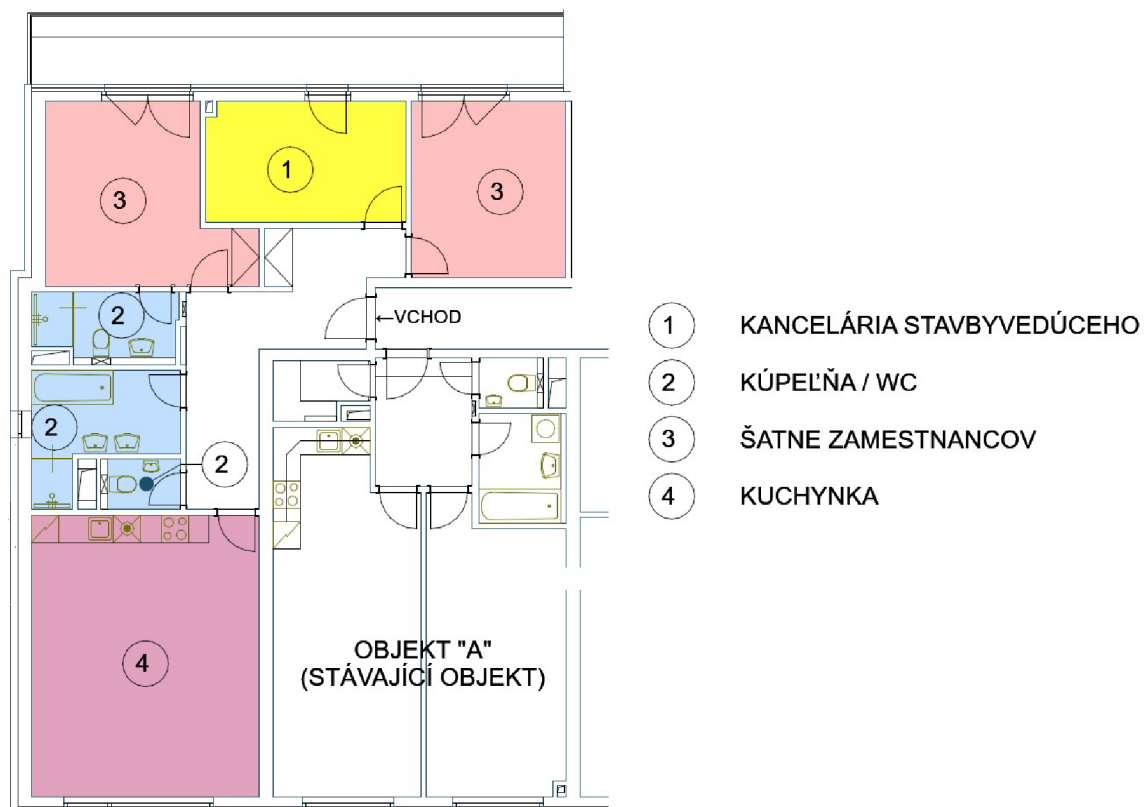 1
3
3
2
←VCHOD
2
2
4
OBJEKT "A"
(STÁVAJÍCÍ OBJEKT)
1 KANCELÁRIA STAVBYVEDÚCEHO
2 KÚPEĽŇA / WC
3 ŠATNE ZAMESTNANCOV
4 KUCHYNKA